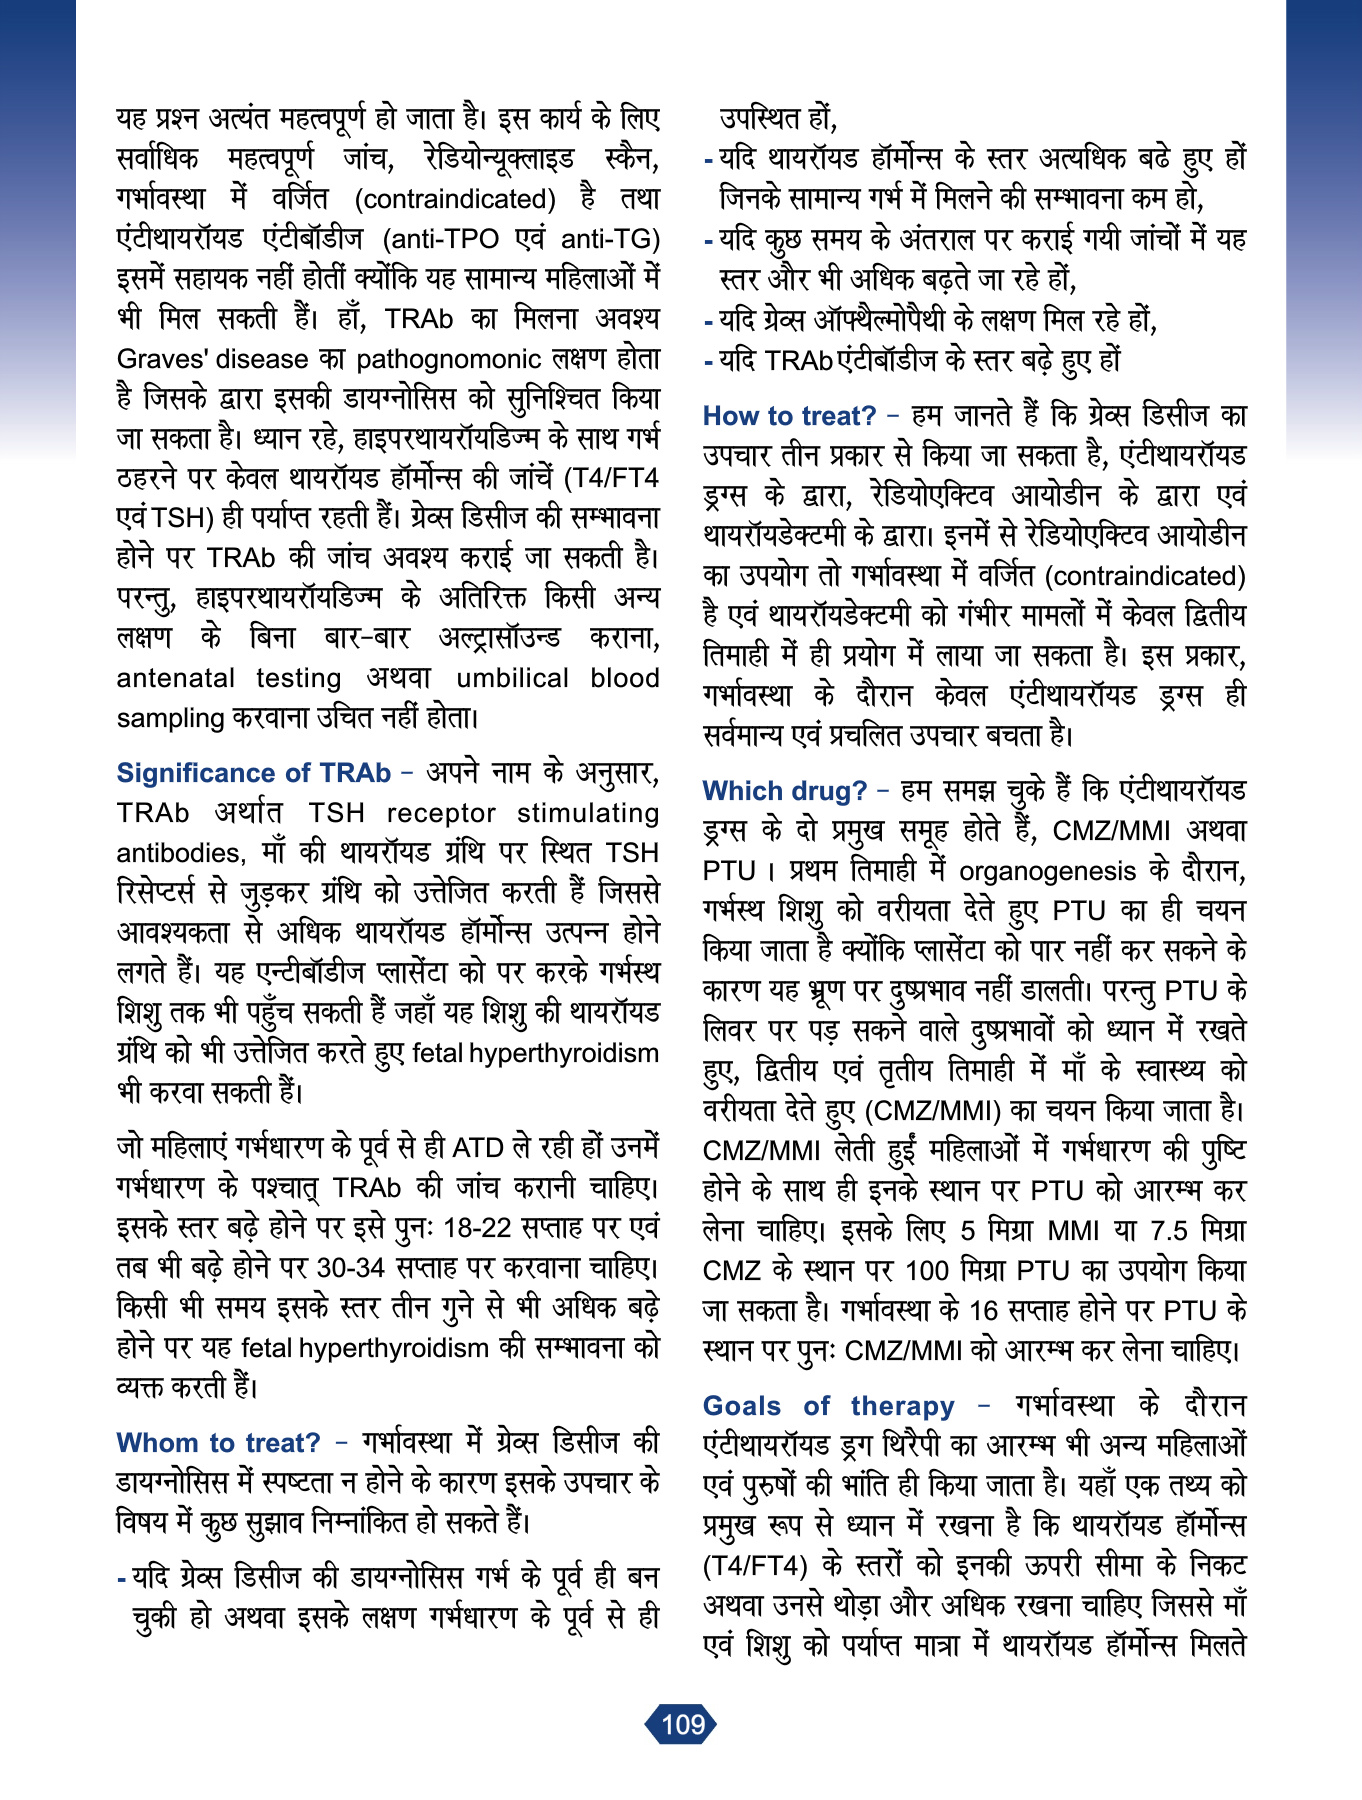 यह प्रश्न अत्यंत महत्वपूर्ण हो जाता है। इस कार्य के लिए
सर्वाधिक महत्वपूर्ण जांच, रेडियोन्यूक्लाइड स्कैन,
गर्भावस्था में वर्जित (contraindicated) है तथा
एंटीथायरॉयड एंटीबॉडीज (anti-TPO एवं anti-TG)
इसमें सहायक नहीं होतीं क्योंकि यह सामान्य महिलाओं में
भी मिल सकती हैं। हाँ, TRAb का मिलना अवश्य
Graves' disease का pathognomonic लक्षण होता
है जिसके द्वारा इसकी डायग्नोसिस को सुनिश्चित किया
जा सकता है। ध्यान रहे, हाइपरथायरॉयडिज्म के साथ गर्भ
ठहरने पर केवल थायरॉयड हॉर्मोन्स की जांचें (T4/FT4
एवं TSH) ही पर्याप्त रहती हैं। ग्रेव्स डिसीज की सम्भावना
होने पर TRAb की जांच अवश्य कराई जा सकती है।
परन्तु, हाइपरथायरॉयडिज्म के अतिरिक्त किसी अन्य
लक्षण के बिना बार-बार अल्ट्रासॉउन्ड कराना,
antenatal testing अथवा umbilical blood
sampling करवाना उचित नहीं होता।
Significance of TRAb – अपने नाम के अनुसार,
TRAb अर्थात TSH receptor stimulating
antibodies, माँ की थायरॉयड ग्रंथि पर स्थित TSH
रिसेप्टर्स से जुड़कर ग्रंथि को उत्तेजित करती हैं जिससे
आवश्यकता से अधिक थायरॉयड हॉर्मोन्स उत्पन्न होने
लगते हैं। यह एन्टीबॉडीज प्लासेंटा को पर करके गर्भस्थ
शिशु तक भी पहुँच सकती हैं जहाँ यह शिशु की थायरॉयड
ग्रंथि को भी उत्तेजित करते हुए fetal hyperthyroidism
भी करवा सकती हैं।
जो महिलाएं गर्भधारण के पूर्व से ही ATD ले रही हों उनमें
गर्भधारण के पश्चात् TRAb की जांच करानी चाहिए।
इसके स्तर बढ़े होने पर इसे पुनः 18-22 सप्ताह पर एवं
तब भी बढ़े होने पर 30-34 सप्ताह पर करवाना चाहिए।
किसी भी समय इसके स्तर तीन गुने से भी अधिक बढ़े
होने पर यह fetal hyperthyroidism की सम्भावना को
व्यक्त करती हैं।
Whom to treat? – गर्भावस्था में ग्रेव्स डिसीज की
डायग्नोसिस में स्पष्टता न होने के कारण इसके उपचार के
विषय में कुछ सुझाव निम्नांकित हो सकते हैं।
- यदि ग्रेव्स डिसीज की डायग्नोसिस गर्भ के पूर्व ही बन
चुकी हो अथवा इसके लक्षण गर्भधारण के पूर्व से ही
उपस्थित हों,
- यदि थायरॉयड हॉर्मोन्स के स्तर अत्यधिक बढे हुए हों
जिनके सामान्य गर्भ में मिलने की सम्भावना कम हो,
- यदि कुछ समय के अंतराल पर कराई गयी जांचों में यह
स्तर और भी अधिक बढ़ते जा रहे हों,
- यदि ग्रेव्स ऑफ्थैल्मोपैथी के लक्षण मिल रहे हों,
- यदि TRAb एंटीबॉडीज के स्तर बढ़े हुए हों
How to treat? – हम जानते हैं कि ग्रेव्स डिसीज का
उपचार तीन प्रकार से किया जा सकता है, एंटीथायरॉयड
ड्रग्स के द्वारा, रेडियोएक्टिव आयोडीन के द्वारा एवं
थायरॉयडेक्टमी के द्वारा। इनमें से रेडियोएक्टिव आयोडीन
का उपयोग तो गर्भावस्था में वर्जित (contraindicated)
है एवं थायरॉयडेक्टमी को गंभीर मामलों में केवल द्वितीय
तिमाही में ही प्रयोग में लाया जा सकता है। इस प्रकार,
गर्भावस्था के दौरान केवल एंटीथायरॉयड ड्रग्स ही
सर्वमान्य एवं प्रचलित उपचार बचता है।
Which drug? – हम समझ चुके हैं कि एंटीथायरॉयड
ड्रग्स के दो प्रमुख समूह होते हैं, CMZ/MMI अथवा
PTU । प्रथम तिमाही में organogenesis के दौरान,
गर्भस्थ शिशु को वरीयता देते हुए PTU का ही चयन
किया जाता है क्योंकि प्लासेंटा को पार नहीं कर सकने के
कारण यह भ्रूण पर दुष्प्रभाव नहीं डालती। परन्तु PTU के
लिवर पर पड़ सकने वाले दुष्प्रभावों को ध्यान में रखते
हुए, द्वितीय एवं तृतीय तिमाही में माँ के स्वास्थ्य को
वरीयता देते हुए (CMZ/MMI) का चयन किया जाता है।
CMZ/MMI लेती हुईं महिलाओं में गर्भधारण की पुष्टि
होने के साथ ही इनके स्थान पर PTU को आरम्भ कर
लेना चाहिए। इसके लिए 5 मिग्रा MMI या 7.5 मिग्रा
CMZ के स्थान पर 100 मिग्रा PTU का उपयोग किया
जा सकता है। गर्भावस्था के 16 सप्ताह होने पर PTU के
स्थान पर पुनः CMZ/MMI को आरम्भ कर लेना चाहिए।
Goals of therapy – गर्भावस्था के दौरान
एंटीथायरॉयड ड्रग थिरैपी का आरम्भ भी अन्य महिलाओं
एवं पुरुषों की भांति ही किया जाता है। यहाँ एक तथ्य को
प्रमुख रूप से ध्यान में रखना है कि थायरॉयड हॉर्मोन्स
(T4/FT4) के स्तरों को इनकी ऊपरी सीमा के निकट
अथवा उनसे थोड़ा और अधिक रखना चाहिए जिससे माँ
एवं शिशु को पर्याप्त मात्रा में थायरॉयड हॉर्मोन्स मिलते
109